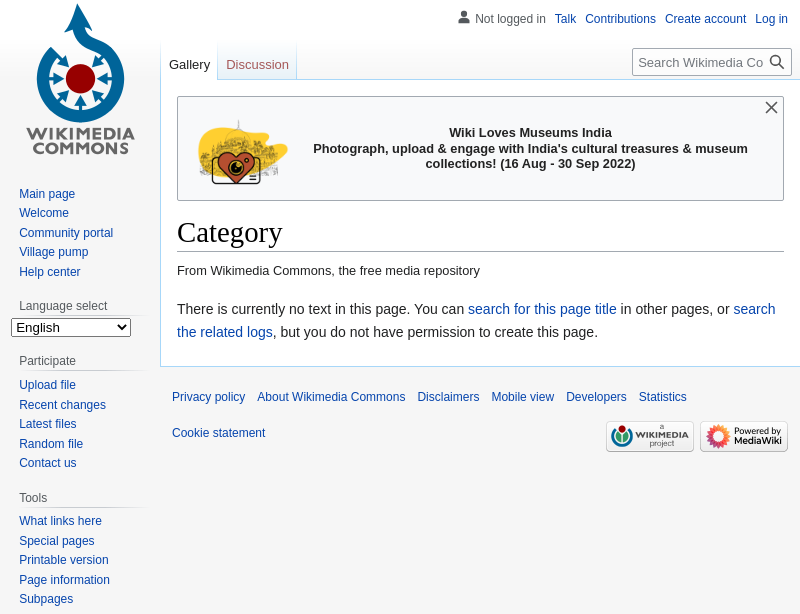 Not logged in Talk Contributions Create account Log in
Gallery Discussion
Search Wikimedia Co
WIKIMEDIA
COMMONS
Main page
Welcome
Community portal
Village pump
Help center
Language select
English
Participate
Upload file
Recent changes
Latest files
Random file
Contact us
Tools
What links here
Special pages
Printable version
Page information
Subpages
Wiki Loves Museums India
Photograph, upload & engage with India's cultural treasures & museum
collections! (16 Aug - 30 Sep 2022)
Category
From Wikimedia Commons, the free media repository
There is currently no text in this page. You can search for this page title in other pages, or search
the related logs, but you do not have permission to create this page.
Privacy policy About Wikimedia Commons Disclaimers Mobile view Developers Statistics
Cookie statement
a
WIKIMEDIA
project
Powered by
MediaWiki